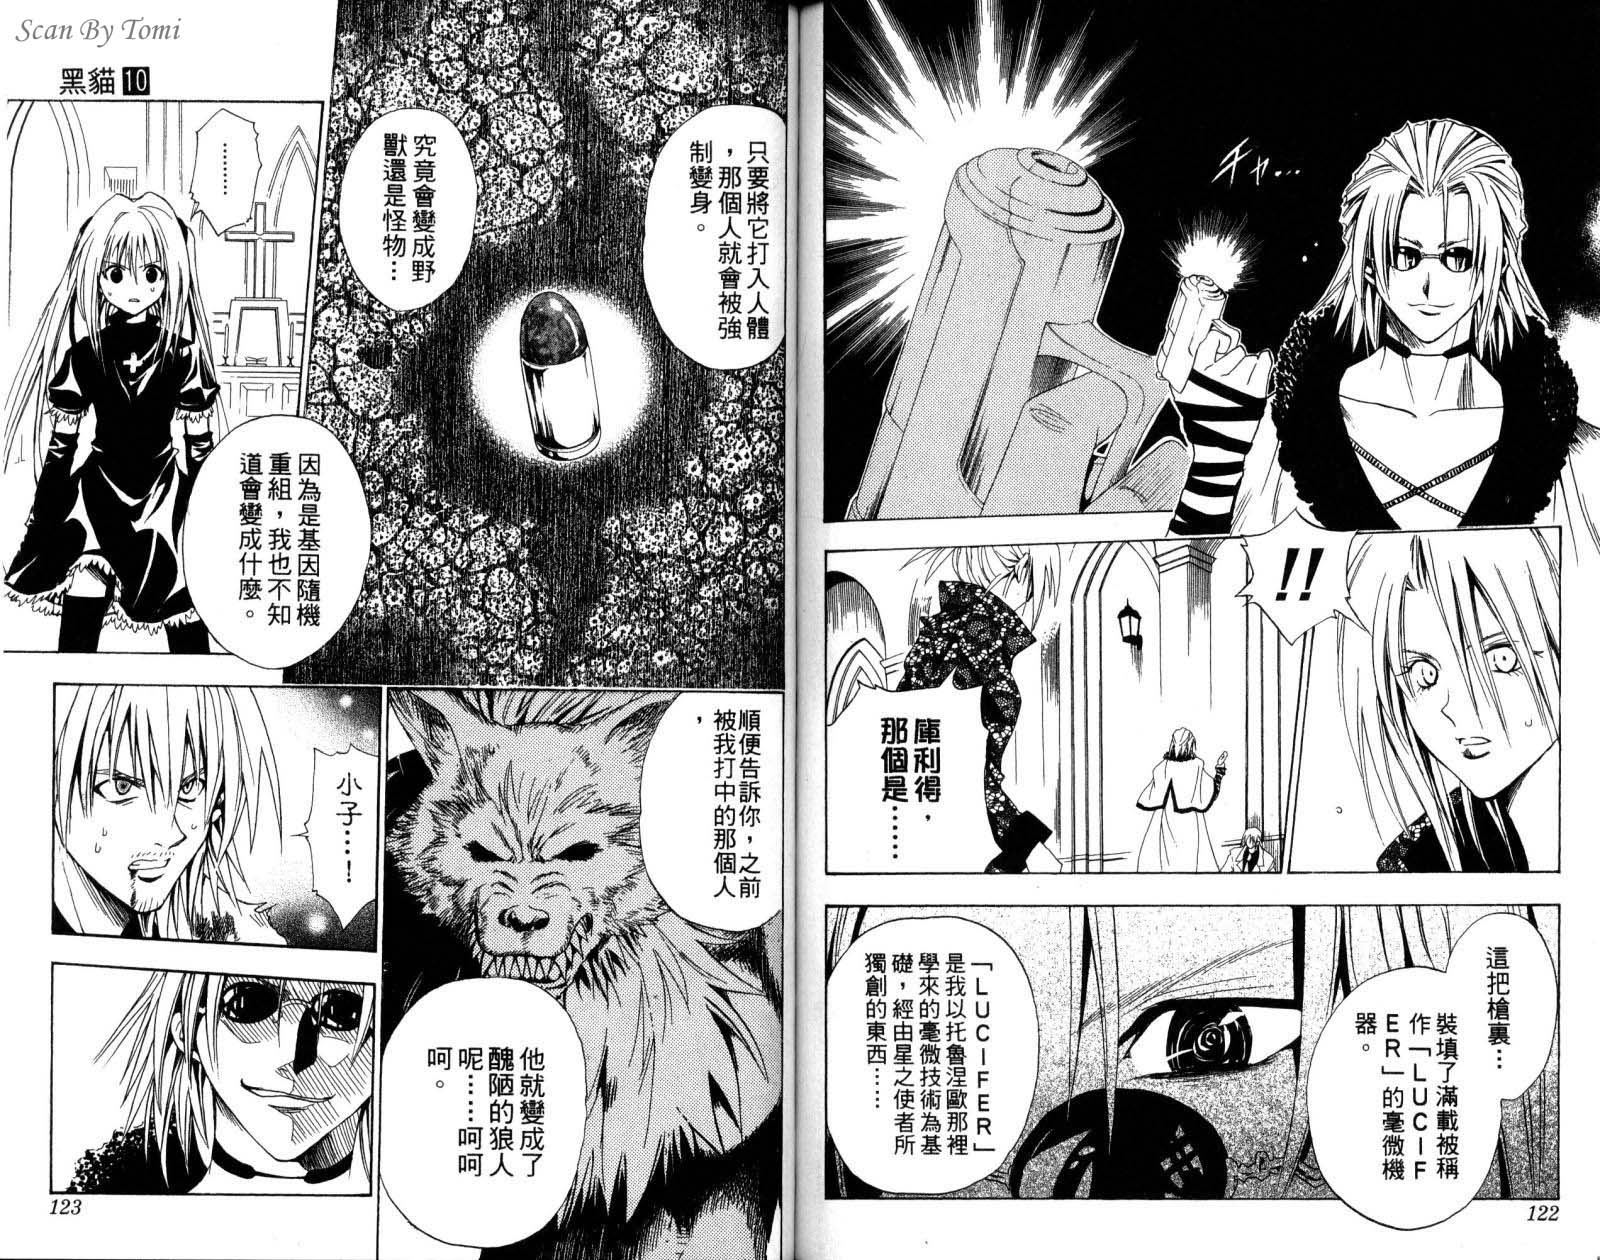 Scan By Tomi
黑貓 10
チャ…
!!
庫利得，
那個是……
這把槍裏…
裝填了滿載被稱
作「LUCIF
ER」的毫微機
器。
「LUCIFER」
是我以托魯涅歐那裡
學來的毫微技術為基
礎，經由星之使者所
獨創的東西……
122
只要將它打入人體
，那個人就會被強
制變身。
究竟會變成野
獸還是怪物…
………
因為是基因隨機
重組，我也不知
道會變成什麼。
順便告訴你，之前
被我打中的那個人
，
他就變成了
醜陋的狼人
呢……呵呵
呵。
小子……！
123